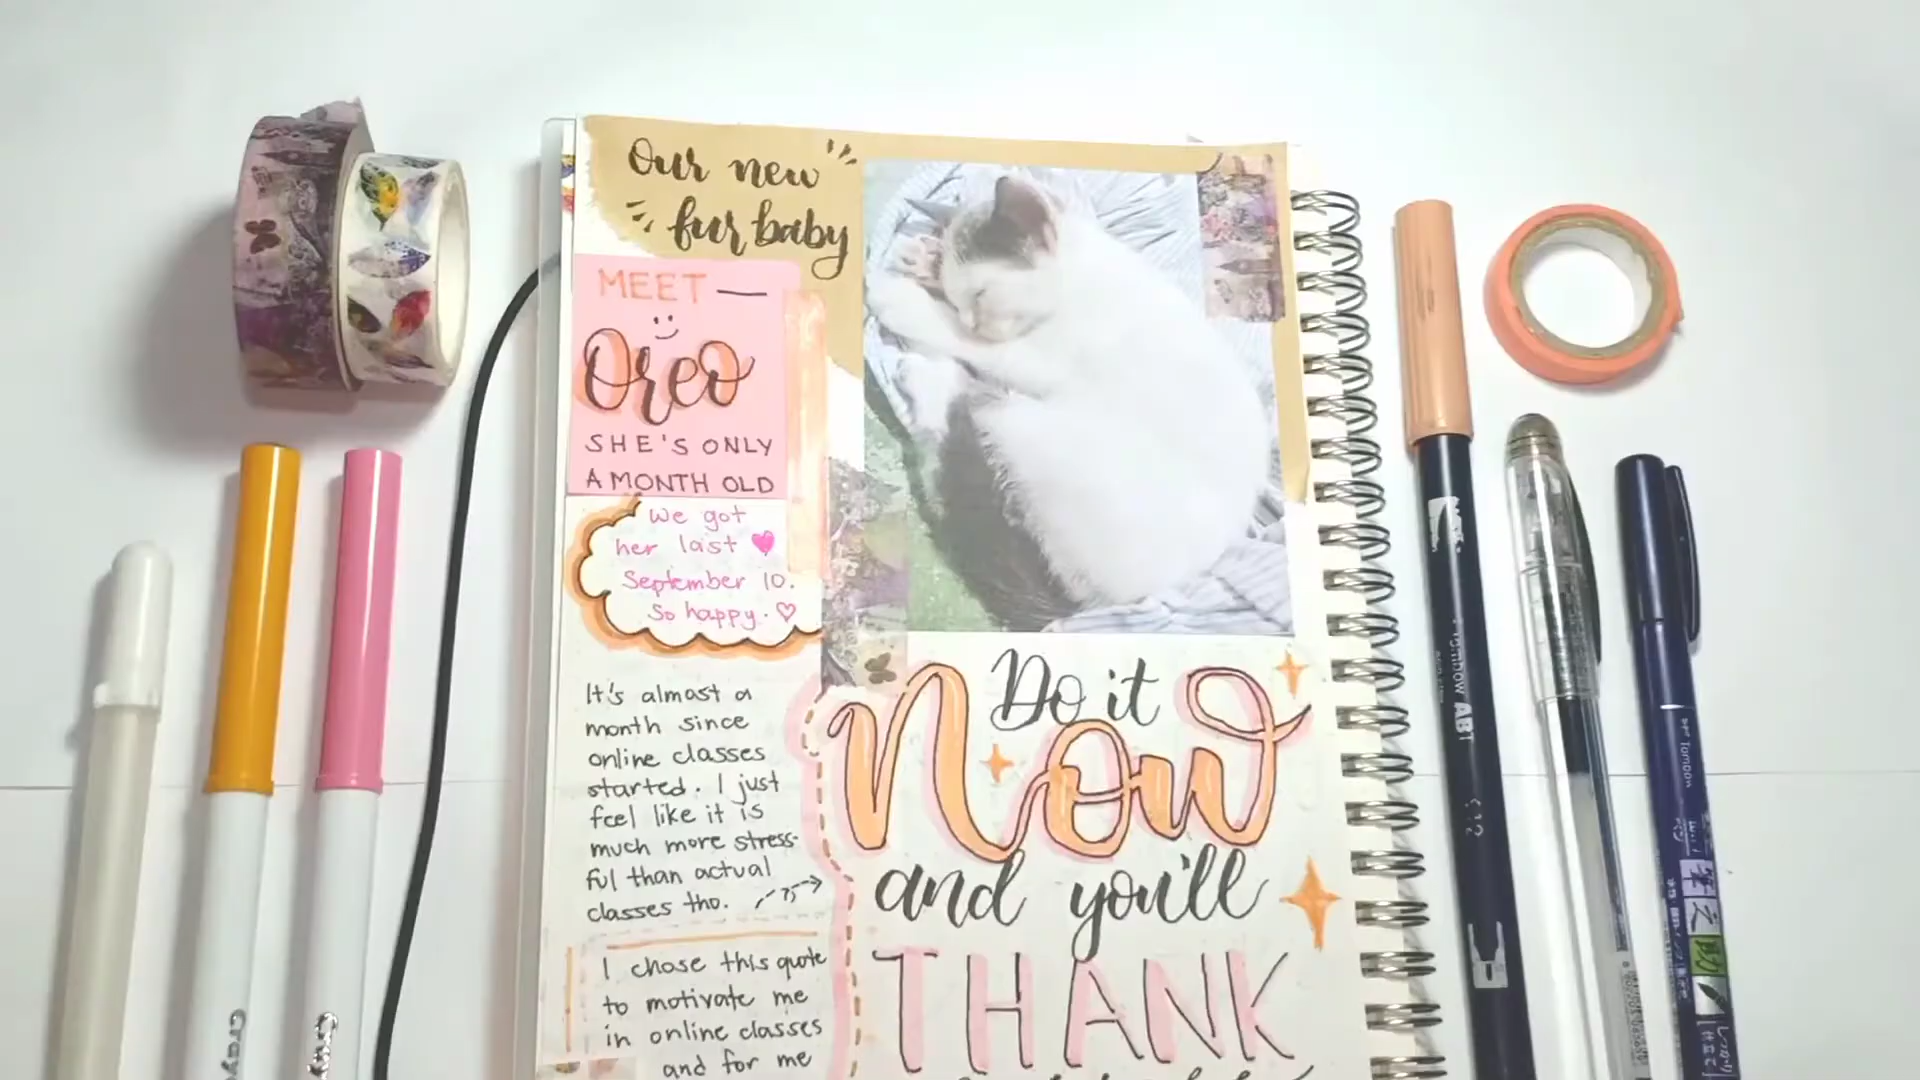 Our new
fur baby
MEET —
Oreo
SHE'S ONLY
A MONTH OLD
We got
her last
September 10.
So happy.
It's almost a
month since
online classes
started. I just
feel like it is
much more stress-
ful than actual
classes tho.
I chose this quote
to motivate me
in online classes
and for me
Do it
Now
and you'll
THANK
Tombow ABT
Cray
Cray